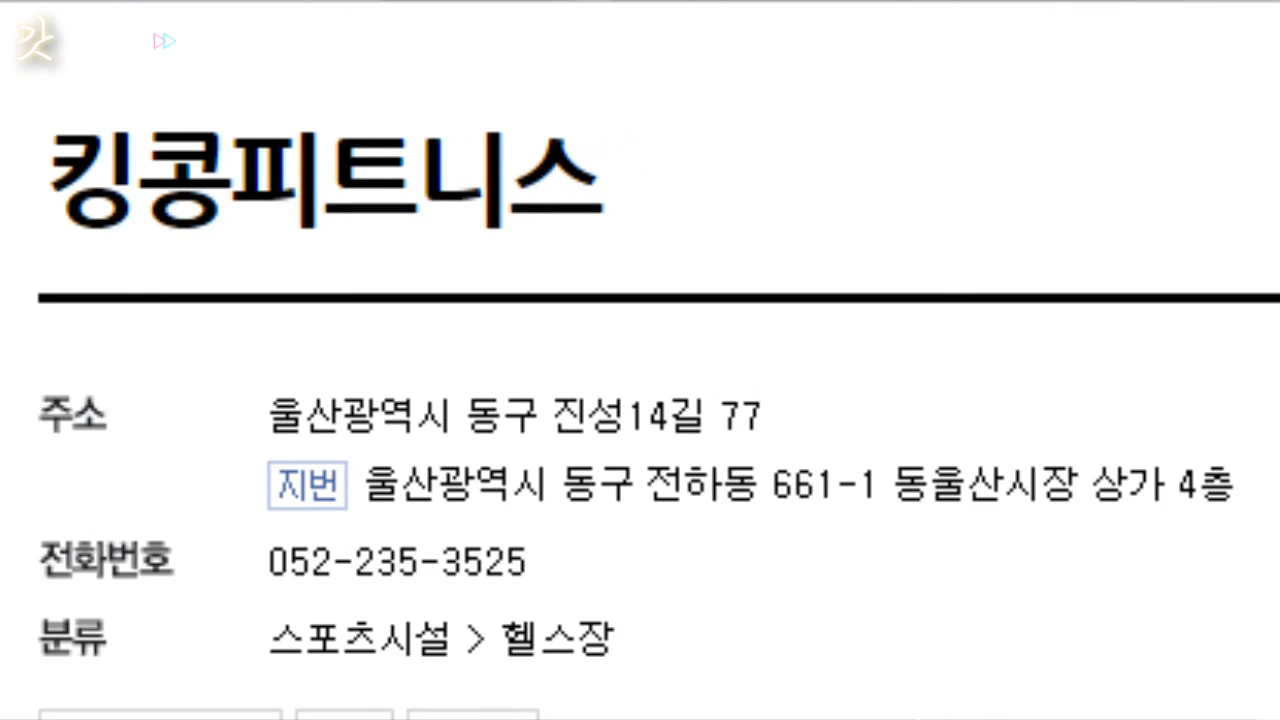 갓
킹콩피트니스
주소 울산광역시 동구 진성14길 77
지번 울산광역시 동구 전하동 661-1 동울산시장 상가 4층
전화번호 052-235-3525
분류 스포츠시설 > 헬스장